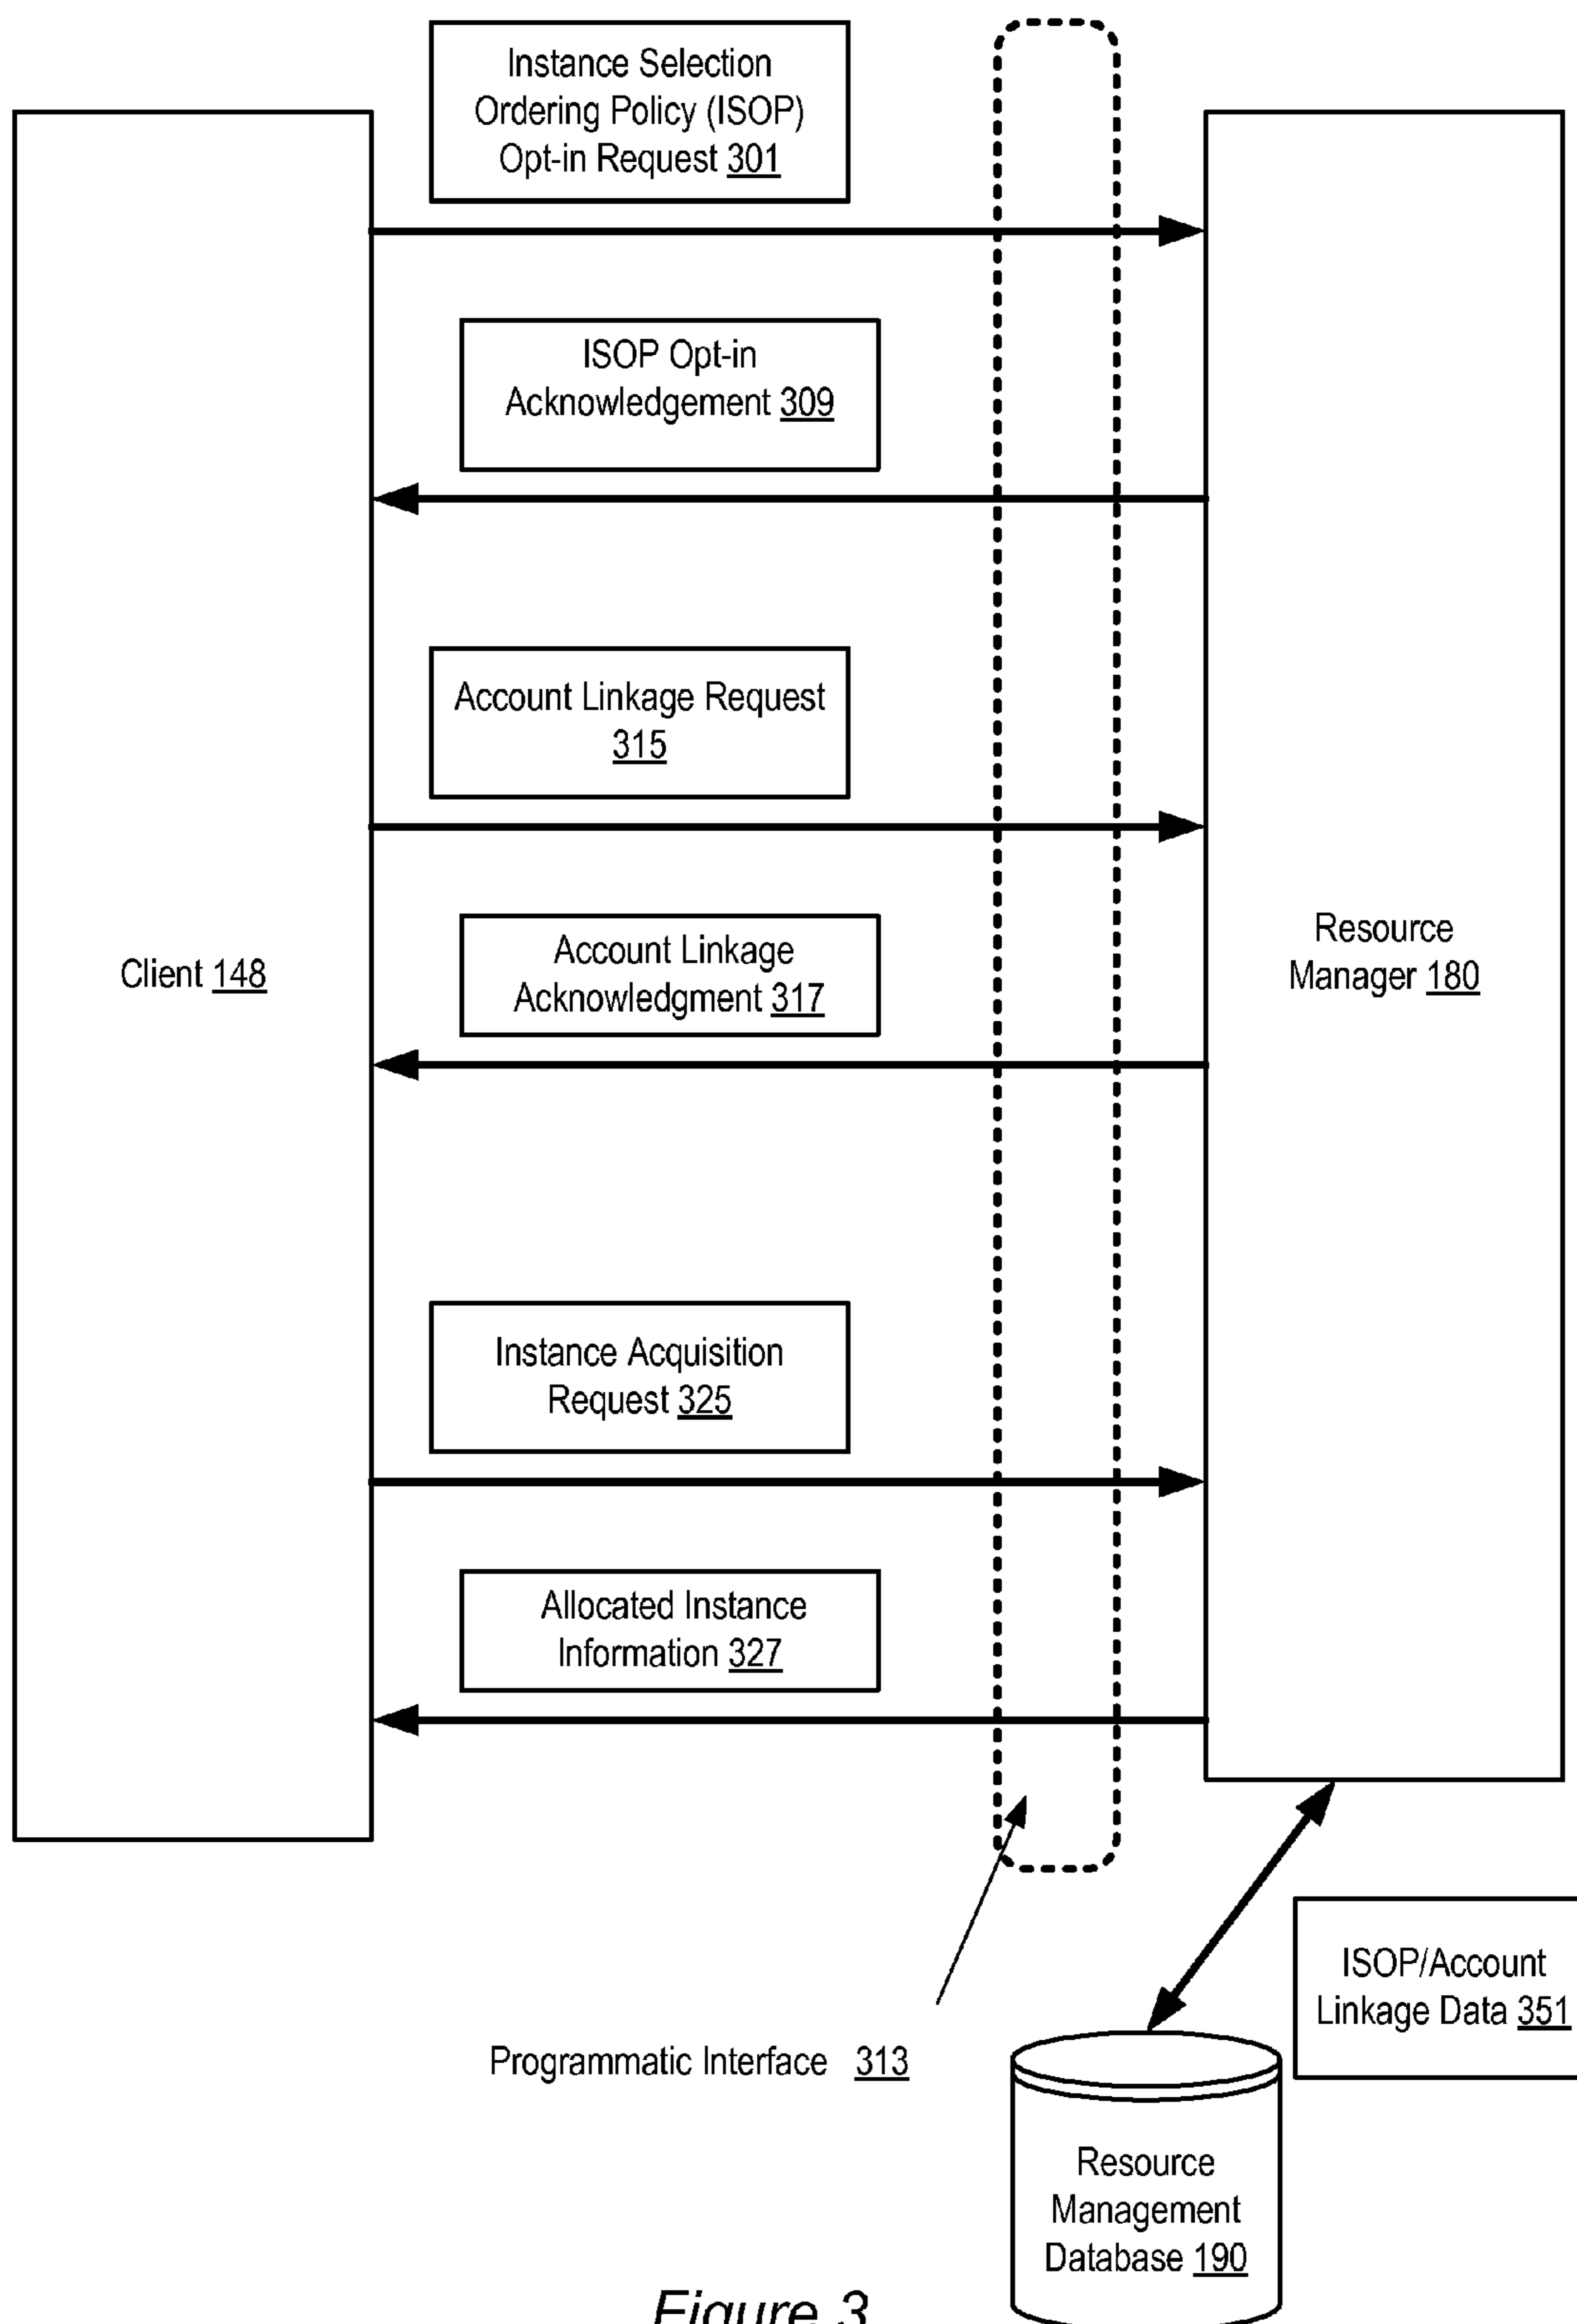 Instance Selection
Ordering Policy (ISOP)
Opt-in Request 301
ISOP Opt-in
Acknowledgement 309
Account Linkage Request
315
Account Linkage
Acknowledgment 317
Client 148
Resource
Manager 180
Instance Acquisition
Request 325
Allocated Instance
Information 327
ISOP/Account
Linkage Data 351
Programmatic Interface 313
Resource
Management
Database 190
Figure 3